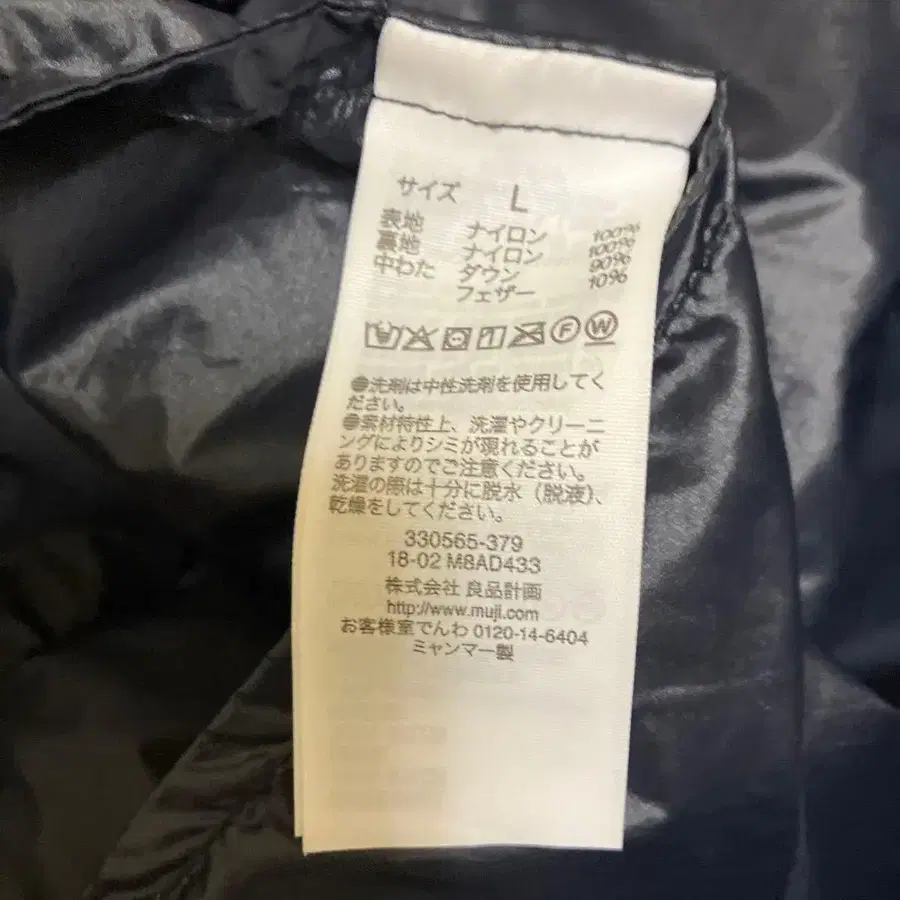 サイズ L
表地 ナイロン 100%
裏地 ナイロン 100%
中わた ダウン 90%
フェザー 10%
F W
●洗剤は中性洗剤を使用してく
ださい。
●素材特性上、洗濯やクリーニ
ングによりシミが現れることが
ありますのでご注意ください。
洗濯の際は十分に脱水（脱液）、
乾燥をしてください。
330565-379
18-02 M8AD433
株式会社 良品計画
http://www.muji.com
お客様室でんわ 0120-14-6404
ミャンマー製